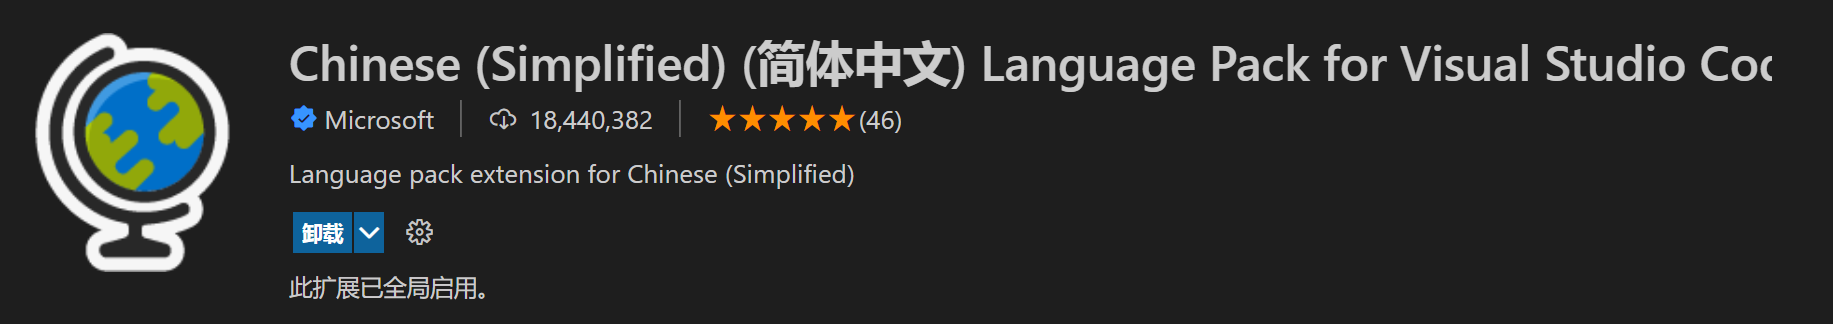 Chinese (Simplified) (简体中文) Language Pack for Visual Studio Coc
Microsoft 18,440,382 (46)
Language pack extension for Chinese (Simplified)
卸载
此扩展已全局启用。